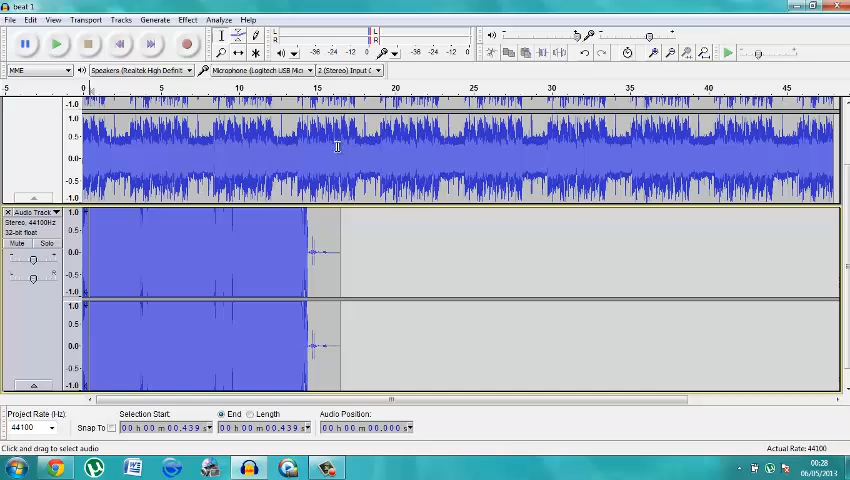 beat 1
File Edit View Transport Tracks Generate Effect Analyze Help
L
R
-36 -24 -12 0
L
R
-36 -24 -12 0
MME Speakers (Realtek High Definit Microphone (Logitech USB Micr 2 (Stereo) Input C
-5 0 5 10 15 20 25 30 35 40 45
-1.0
1.0
0.5
0.0
-0.5
-1.0
Audio Track
Stereo, 44100Hz
32-bit float
Mute Solo
- +
L R
1.0
0.5
0.0
-0.5
-1.0
1.0
0.5
0.0
-0.5
-1.0
Project Rate (Hz): Selection Start: End Length Audio Position:
44100 Snap To 00 h 00 m 00.439 s 00 h 00 m 00.439 s 00 h 00 m 00.000 s
Click and drag to select audio Actual Rate: 44100
00:28
06/05/2013